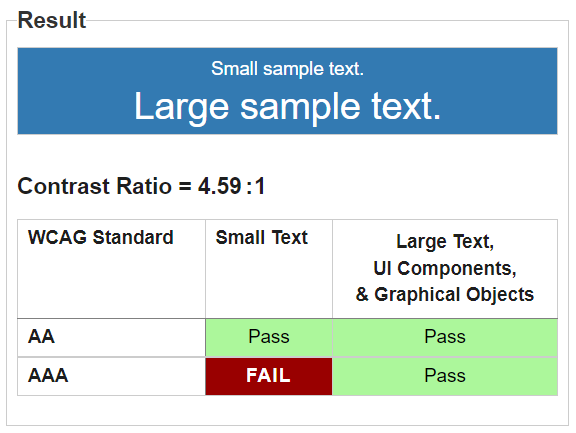 Result
Small sample text.
Large sample text.
Contrast Ratio = 4.59:1
WCAG Standard
Small Text
Large Text,
UI Components,
& Graphical Objects
AA
Pass
Pass
AAA
FAIL
Pass